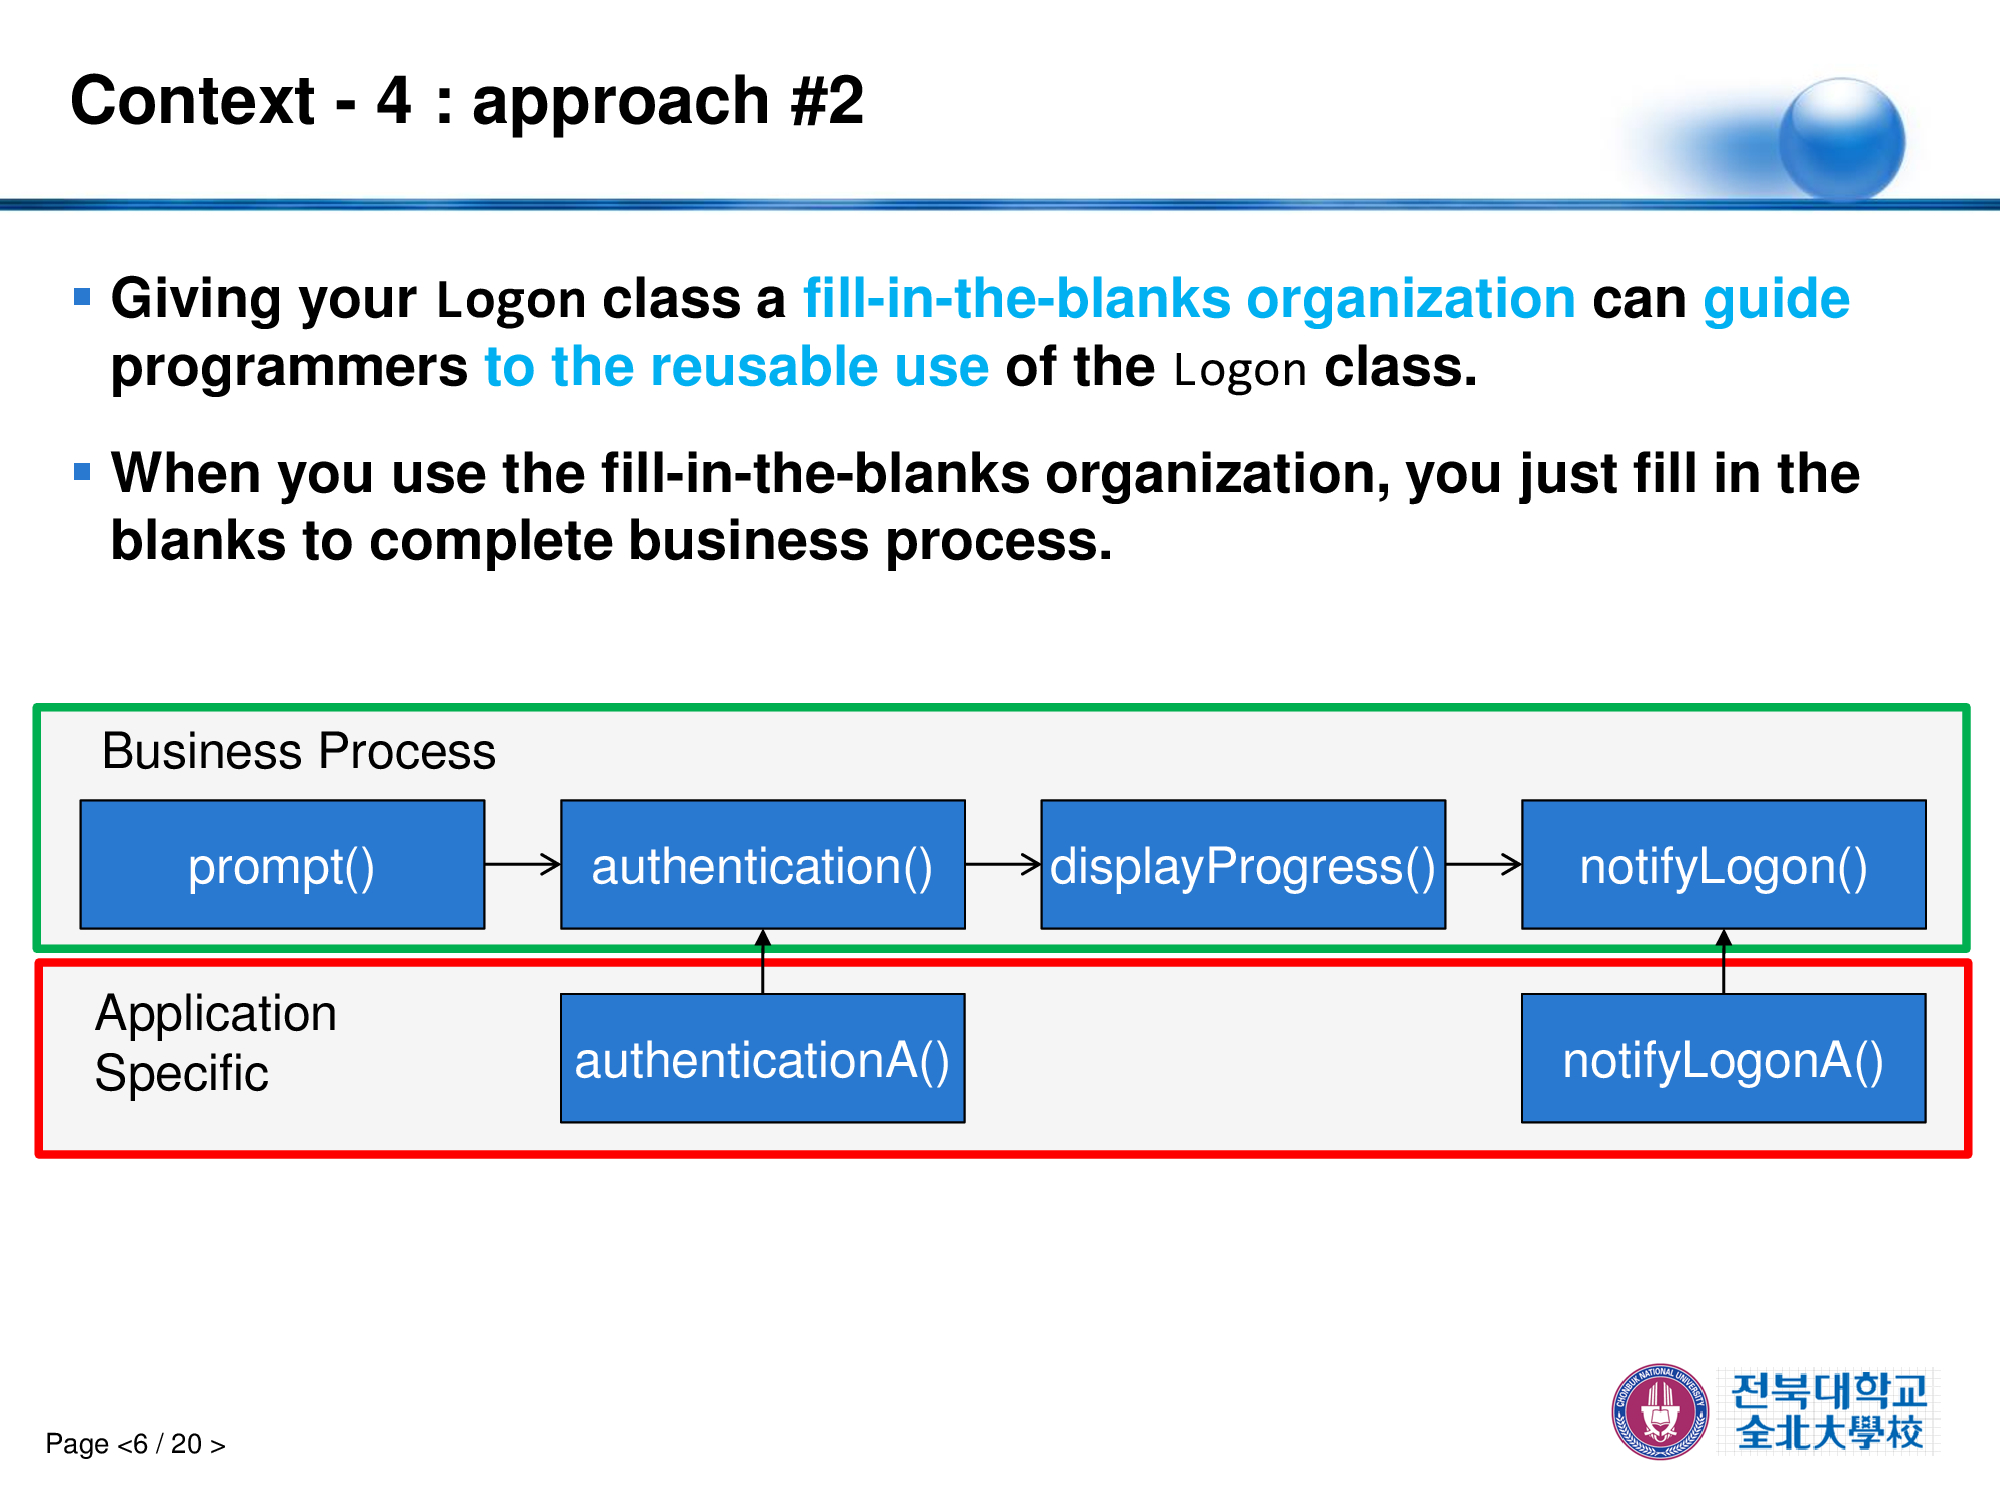 Context - 4 : approach #2
Giving your Logon class a fill-in-the-blanks organization can guide
programmers to the reusable use of the Logon class.
When you use the fill-in-the-blanks organization, you just fill in the
blanks to complete business process.
Business Process
prompt()
authentication()
displayProgress()
notifyLogon()
Application
Specific
authenticationA()
notifyLogonA()
CHONBUK NATIONAL UNIVERSITY
전북대학교
全北大學校
Page <6 / 20 >